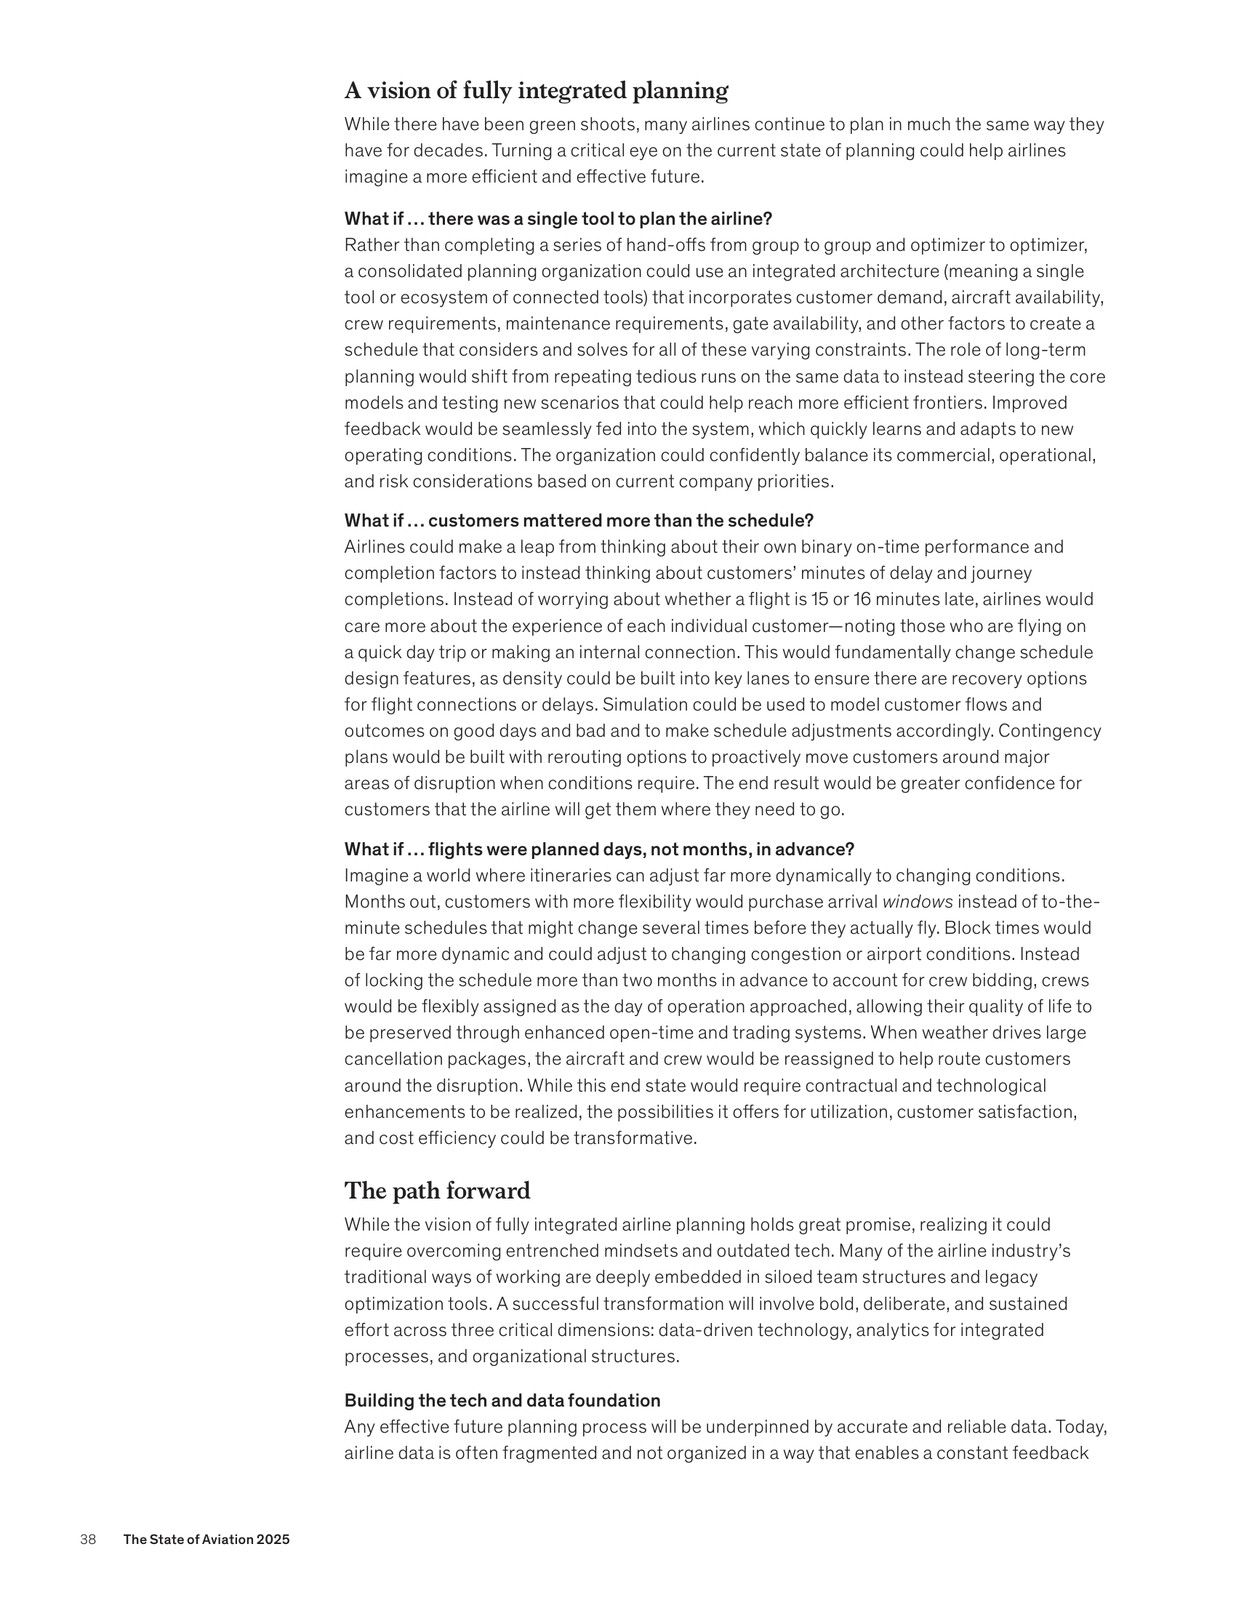 A vision of fully integrated planning
While there have been green shoots, many airlines continue to plan in much the same way they
have for decades. Turning a critical eye on the current state of planning could help airlines
imagine a more efficient and effective future.
What if … there was a single tool to plan the airline?
Rather than completing a series of hand-offs from group to group and optimizer to optimizer,
a consolidated planning organization could use an integrated architecture (meaning a single
tool or ecosystem of connected tools) that incorporates customer demand, aircraft availability,
crew requirements, maintenance requirements, gate availability, and other factors to create a
schedule that considers and solves for all of these varying constraints. The role of long-term
planning would shift from repeating tedious runs on the same data to instead steering the core
models and testing new scenarios that could help reach more efficient frontiers. Improved
feedback would be seamlessly fed into the system, which quickly learns and adapts to new
operating conditions. The organization could confidently balance its commercial, operational,
and risk considerations based on current company priorities.
What if … customers mattered more than the schedule?
Airlines could make a leap from thinking about their own binary on-time performance and
completion factors to instead thinking about customers’ minutes of delay and journey
completions. Instead of worrying about whether a flight is 15 or 16 minutes late, airlines would
care more about the experience of each individual customer—noting those who are flying on
a quick day trip or making an internal connection. This would fundamentally change schedule
design features, as density could be built into key lanes to ensure there are recovery options
for flight connections or delays. Simulation could be used to model customer flows and
outcomes on good days and bad and to make schedule adjustments accordingly. Contingency
plans would be built with rerouting options to proactively move customers around major
areas of disruption when conditions require. The end result would be greater confidence for
customers that the airline will get them where they need to go.
What if … flights were planned days, not months, in advance?
Imagine a world where itineraries can adjust far more dynamically to changing conditions.
Months out, customers with more flexibility would purchase arrival windows instead of to-the-
minute schedules that might change several times before they actually fly. Block times would
be far more dynamic and could adjust to changing congestion or airport conditions. Instead
of locking the schedule more than two months in advance to account for crew bidding, crews
would be flexibly assigned as the day of operation approached, allowing their quality of life to
be preserved through enhanced open-time and trading systems. When weather drives large
cancellation packages, the aircraft and crew would be reassigned to help route customers
around the disruption. While this end state would require contractual and technological
enhancements to be realized, the possibilities it offers for utilization, customer satisfaction,
and cost efficiency could be transformative.
The path forward
While the vision of fully integrated airline planning holds great promise, realizing it could
require overcoming entrenched mindsets and outdated tech. Many of the airline industry’s
traditional ways of working are deeply embedded in siloed team structures and legacy
optimization tools. A successful transformation will involve bold, deliberate, and sustained
effort across three critical dimensions: data-driven technology, analytics for integrated
processes, and organizational structures.
Building the tech and data foundation
Any effective future planning process will be underpinned by accurate and reliable data. Today,
airline data is often fragmented and not organized in a way that enables a constant feedback
38 The State of Aviation 2025